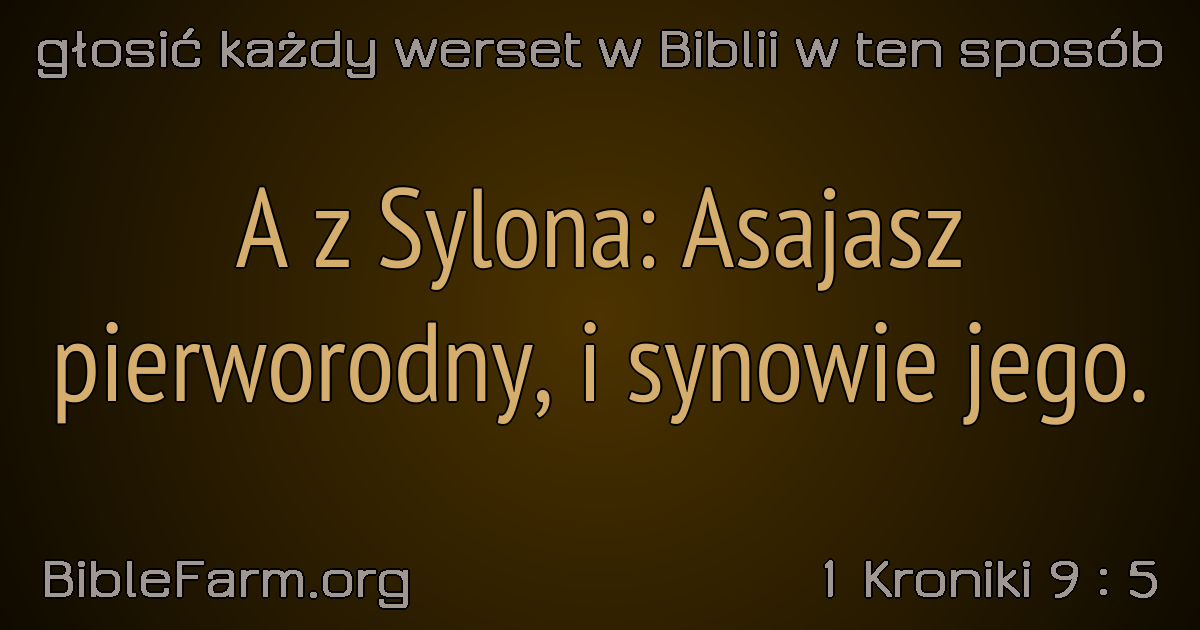 głosić każdy werset w Biblii w ten sposób
A z Sylona: Asajasz
pierworodny, i synowie jego.
BibleFarm.org
1 Kroniki 9 : 5